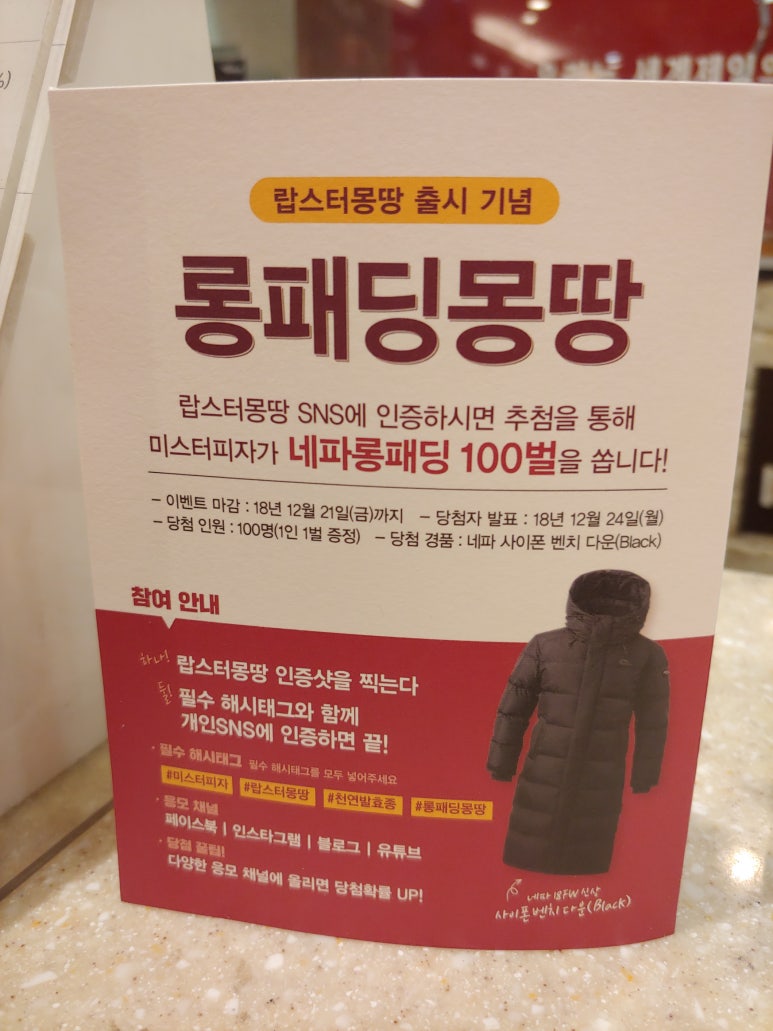 랍스터몽땅 출시 기념
롱패딩몽땅
랍스터몽땅 SNS에 인증하시면 추첨을 통해
미스터피자가 네파롱패딩 100벌을 쏩니다!
– 이벤트 마감 : 18년 12월 21일(금)까지 – 당첨자 발표 : 18년 12월 24일(월)
– 당첨 인원 : 100명(1인 1벌 증정) – 당첨 경품 : 네파 사이폰 벤치 다운(Black)
참여 안내
하나! 랍스터몽땅 인증샷을 찍는다
둘! 필수 해시태그와 함께
개인SNS에 인증하면 끝!
· 필수 해시태그 필수 해시태그를 모두 넣어주세요
#미스터피자 #랍스터몽땅 #천연발효종 #롱패딩몽땅
· 응모 채널
페이스북 | 인스타그램 | 블로그 | 유튜브
· 당첨 꿀팁!
다양한 응모 채널에 올리면 당첨확률 UP!
네파 18FW 신상
사이폰 벤치 다운(Black)